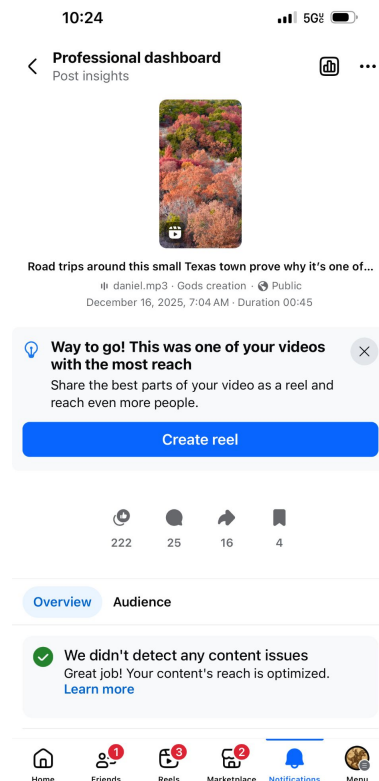 10:24
5G
Professional dashboard
Post insights
Road trips around this small Texas town prove why it's one of...
daniel.mp3 · Gods creation · Public
December 16, 2025, 7:04 AM · Duration 00:45
Way to go! This was one of your videos
with the most reach
Share the best parts of your video as a reel and
reach even more people.
Create reel
222
25
16
4
Overview
Audience
We didn't detect any content issues
Great job! Your content's reach is optimized.
Learn more
1
3
2
Home
Friends
Reels
Marketplace
Notifications
Menu